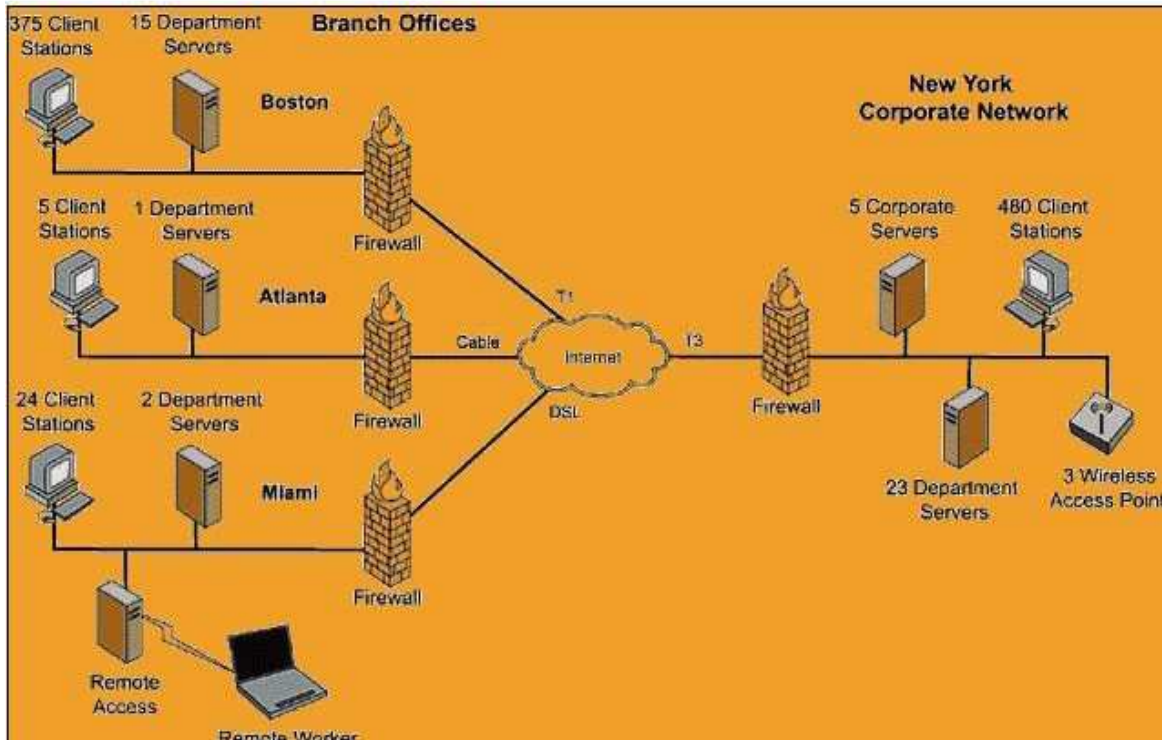 375 Client
Stations
15 Department
Servers
Branch Offices
Boston
Firewall
New York
Corporate Network
5 Client
Stations
1 Department
Servers
Atlanta
Firewall
T1
Cable
Internet
T3
DSL
Firewall
5 Corporate
Servers
480 Client
Stations
23 Department
Servers
3 Wireless
Access Point
24 Client
Stations
2 Department
Servers
Miami
Firewall
Remote
Access
Remote Worker